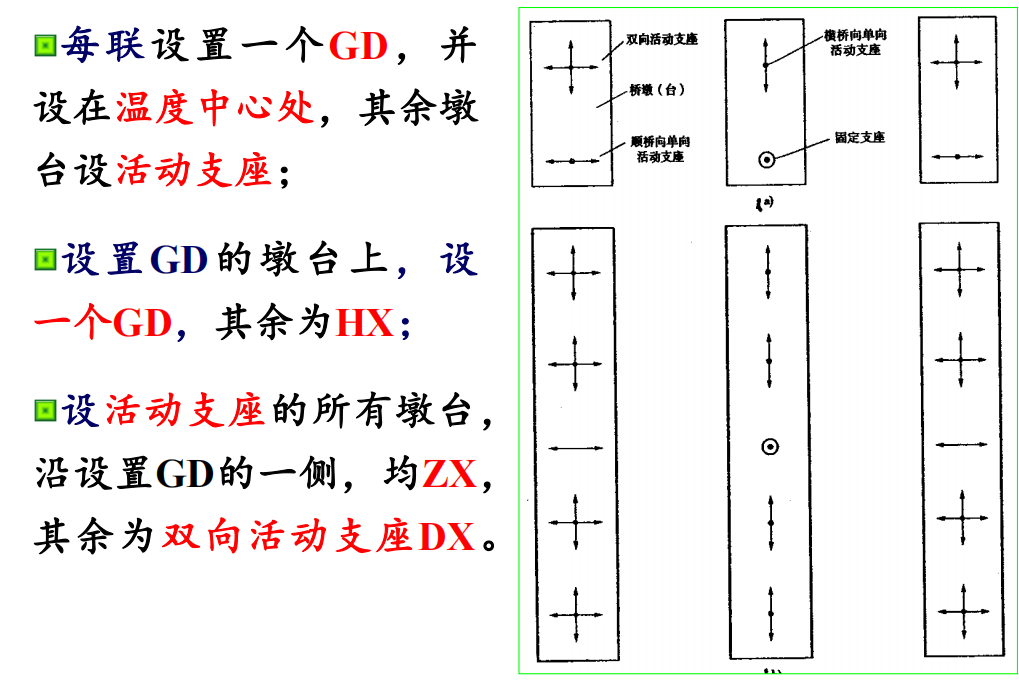 每联设置一个GD，并
设在温度中心处，其余墩
台设活动支座；
设置GD的墩台上，设
一个GD，其余为HX；
设活动支座的所有墩台，
沿设置GD的一侧，均ZX，
其余为双向活动支座DX。
双向活动支座
桥墩（台）
顺桥向单向
活动支座
横桥向单向
活动支座
固定支座
(a)